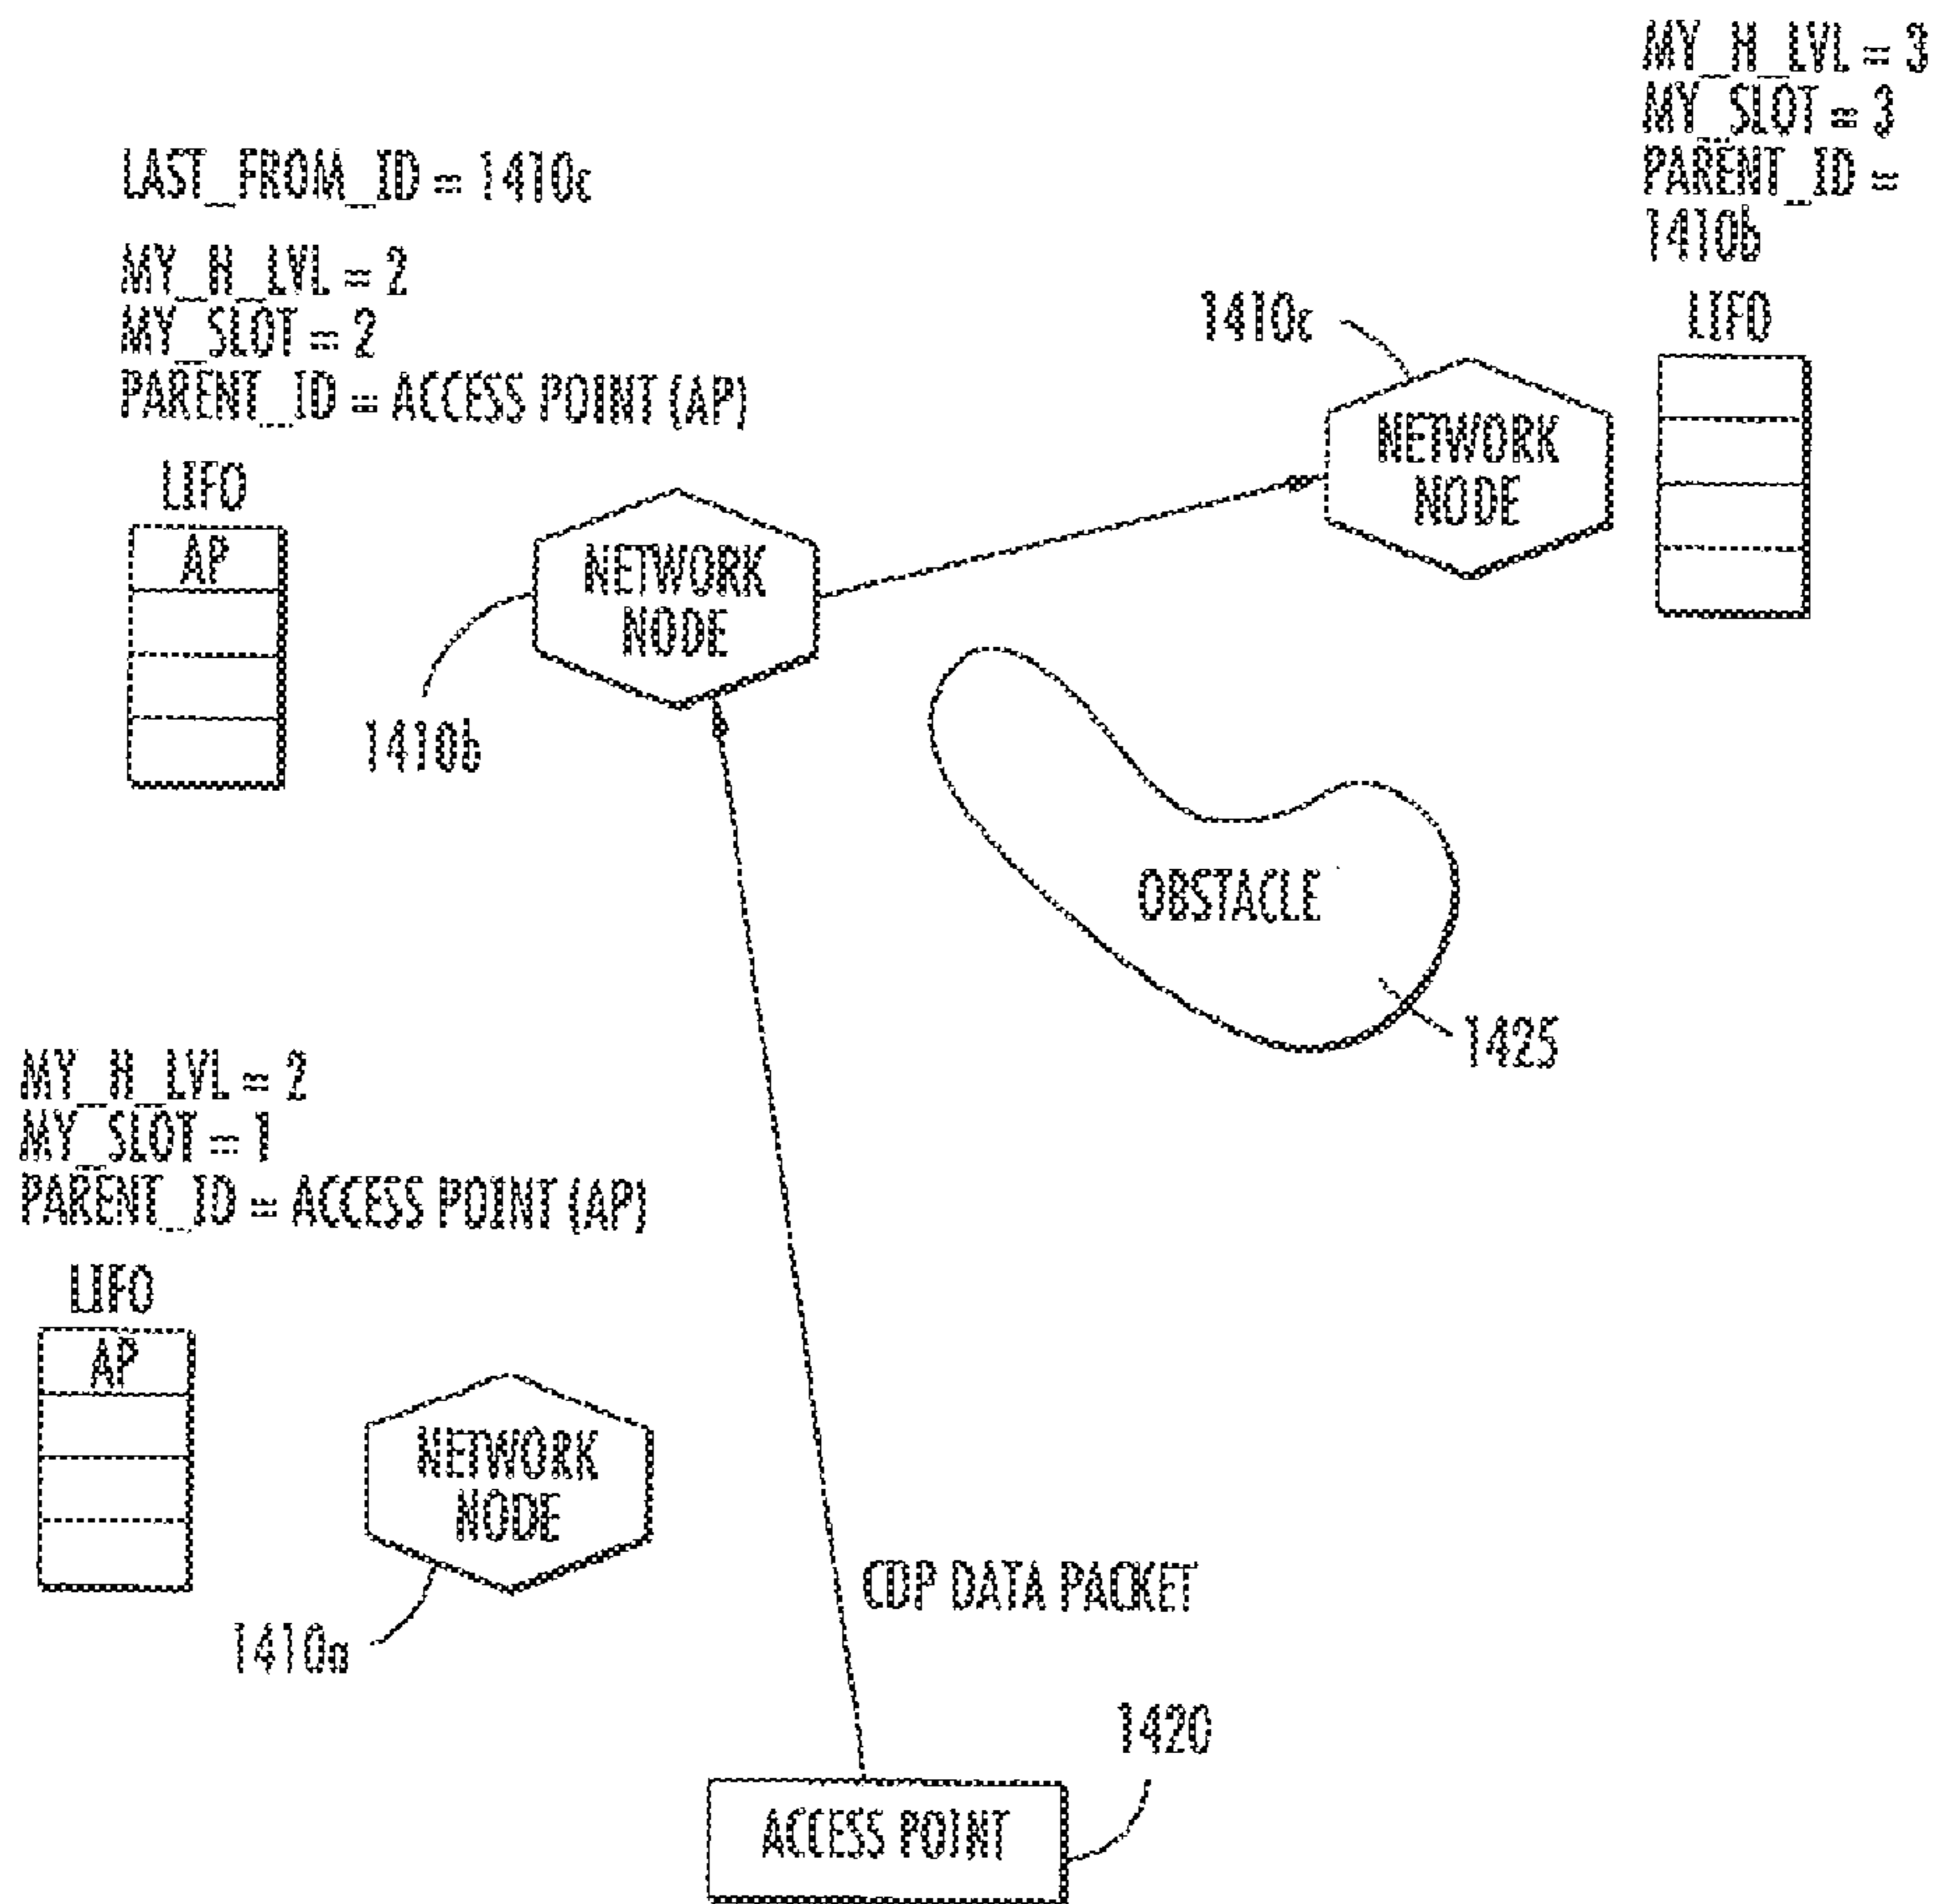 MY_H_LVL = 3
MY_SLOT = 3
PARENT_ID =
1410b
LIFO
LAST_FROM_ID = 1410c
MY_H_LVL = 2
MY_SLOT = 2
PARENT_ID = ACCESS POINT (AP)
LIFO
AP
1410c
NETWORK
NODE
NETWORK
NODE
1410b
OBSTACLE
1425
MY_H_LVL = 2
MY_SLOT = 1
PARENT_ID = ACCESS POINT (AP)
LIFO
AP
NETWORK
NODE
1410a
CDP DATA PACKET
1420
ACCESS POINT